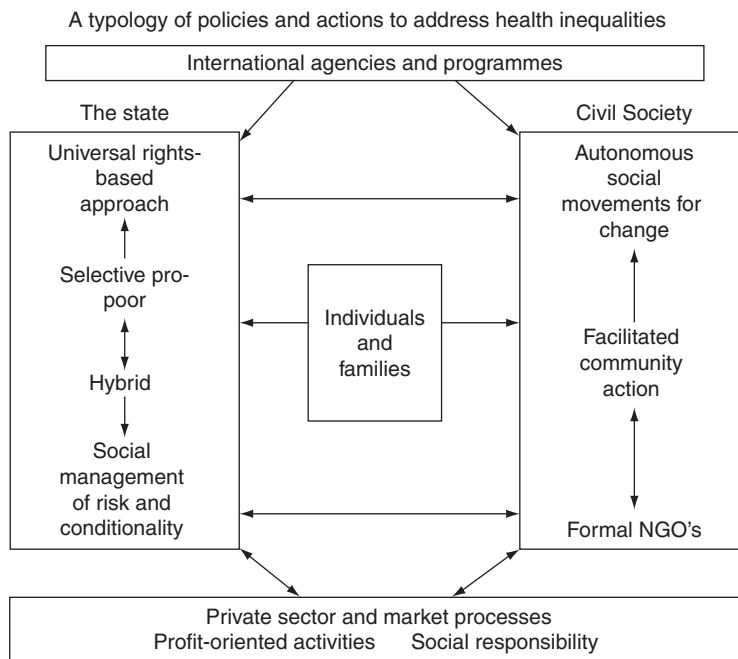 A typology of policies and actions to address health inequalities
International agencies and programmes
The state
Universal rights-
based
approach
Selective pro-
poor
Hybrid
Social
management
of risk and
conditionality
Individuals
and
families
Civil Society
Autonomous
social
movements for
change
Facilitated
community
action
Formal NGO's
Private sector and market processes
Profit-oriented activities Social responsibility